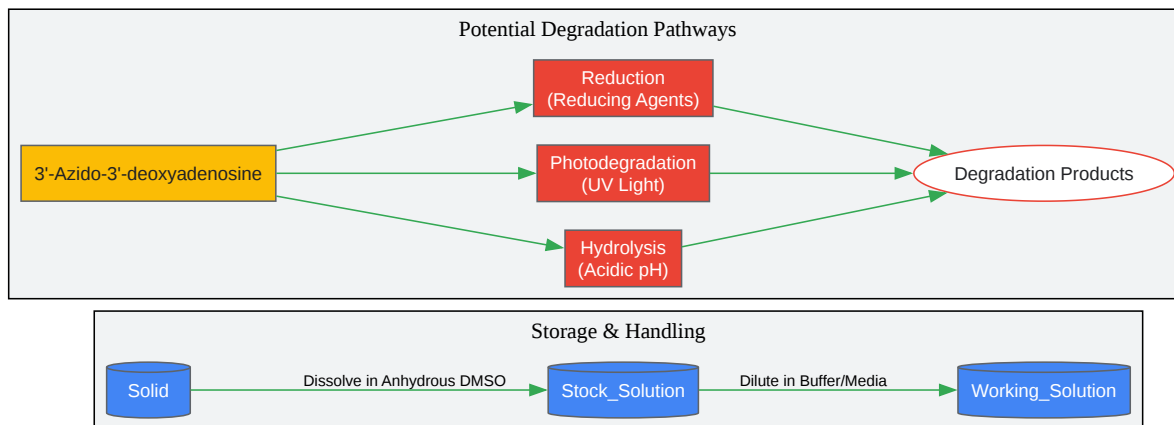 Potential Degradation Pathways
Reduction
(Reducing Agents)
3'-Azido-3'-deoxyadenosine
Photodegradation
(UV Light)
Degradation Products
Hydrolysis
(Acidic pH)
Storage & Handling
Solid
Dissolve in Anhydrous DMSO
Stock_Solution
Dilute in Buffer/Media
Working_Solution